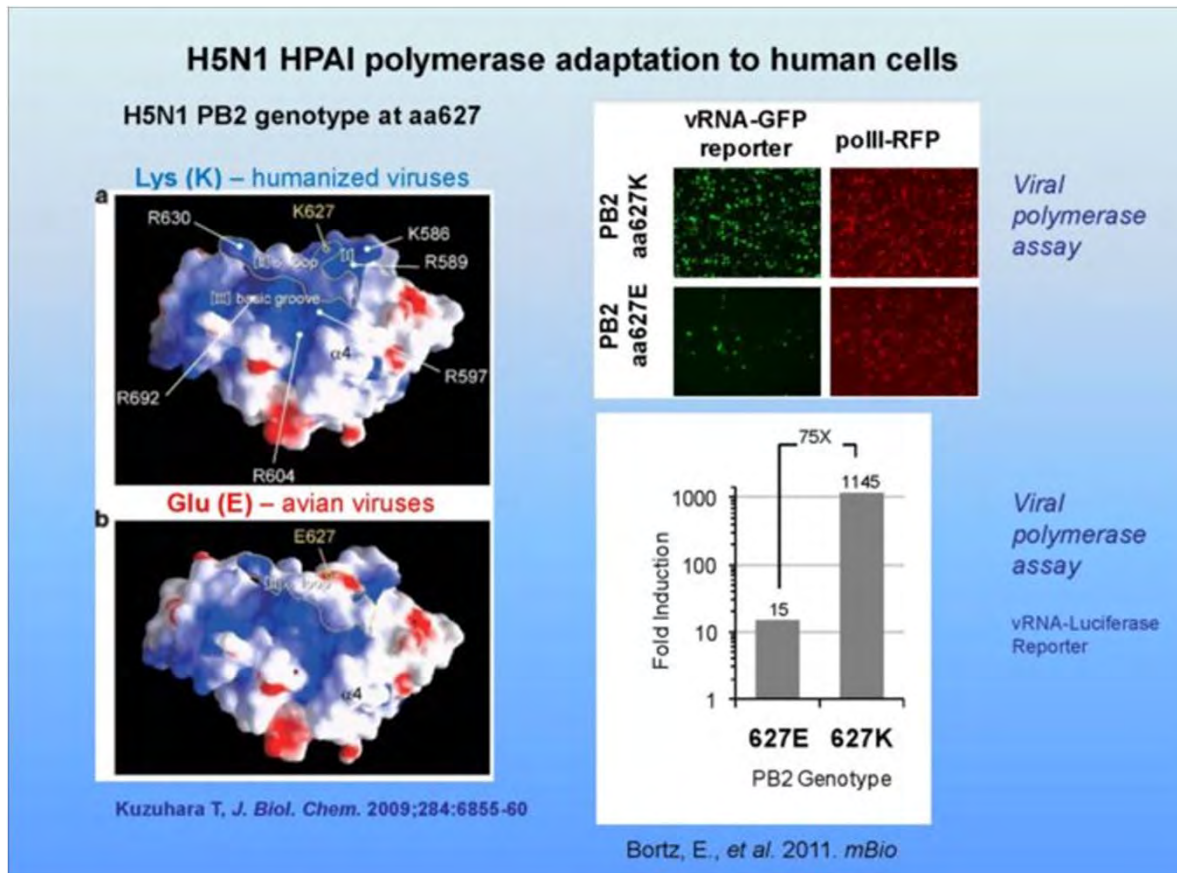 H5N1 HPAI polymerase adaptation to human cells
H5N1 PB2 genotype at aa627
Lys (K) – humanized viruses
a
R630
K627
K586
[I]
R589
loop
[III] basic groove
α4
R597
R692
R604
Glu (E) – avian viruses
b
E627
loop
α4
Kuzuhara T, J. Biol. Chem. 2009;284:6855-60
vRNA-GFP
reporter
polII-RFP
PB2
aa627K
PB2
aa627E
Viral
polymerase
assay
75X
1145
1000
100
15
10
1
Fold Induction
627E 627K
PB2 Genotype
Viral
polymerase
assay
vRNA-Luciferase
Reporter
Bortz, E., et al. 2011. mBio